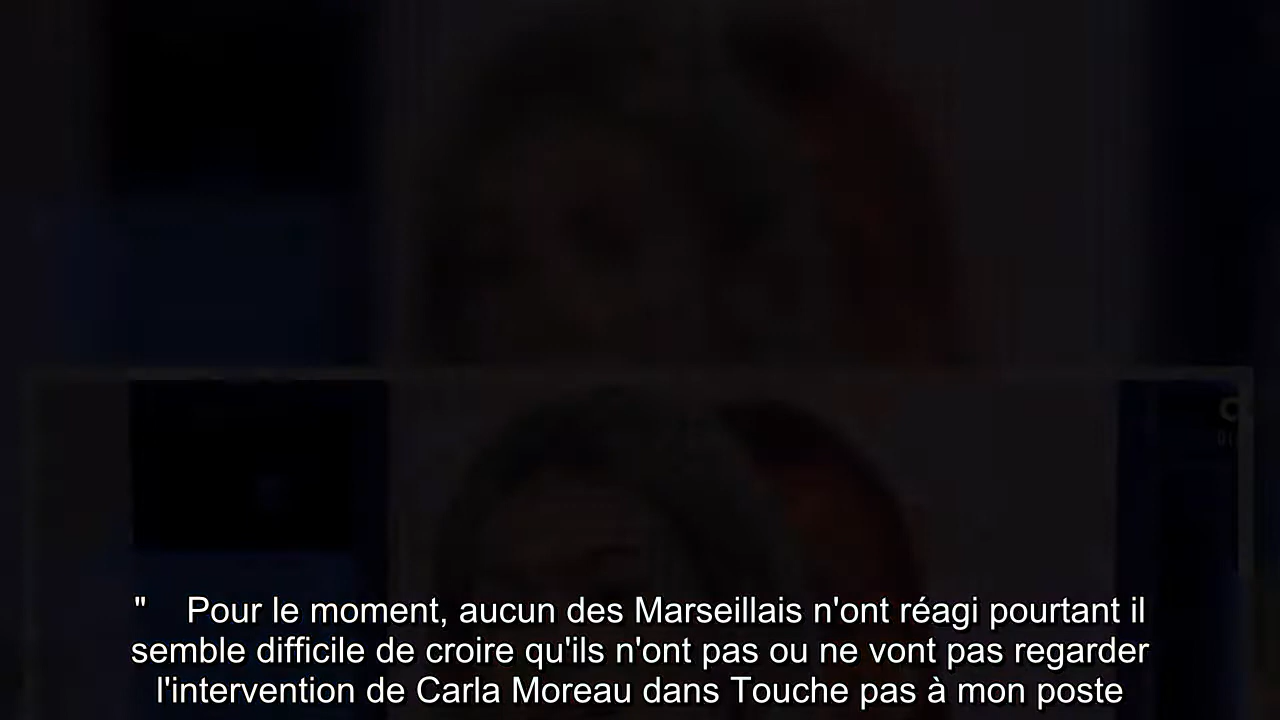 " Pour le moment, aucun des Marseillais n'ont réagi pourtant il
semble difficile de croire qu'ils n'ont pas ou ne vont pas regarder
l'intervention de Carla Moreau dans Touche pas à mon poste